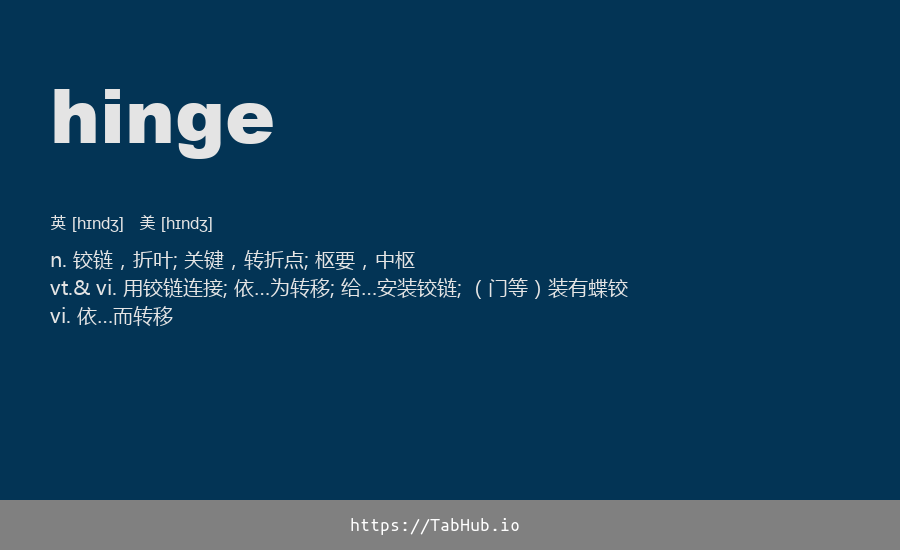 hinge
英 [hɪndʒ] 美 [hɪndʒ]
n. 铰链，折叶; 关键，转折点; 枢要，中枢
vt.& vi. 用铰链连接; 依…为转移; 给…安装铰链; （门等）装有蝶铰
vi. 依…而转移
https://TabHub.io